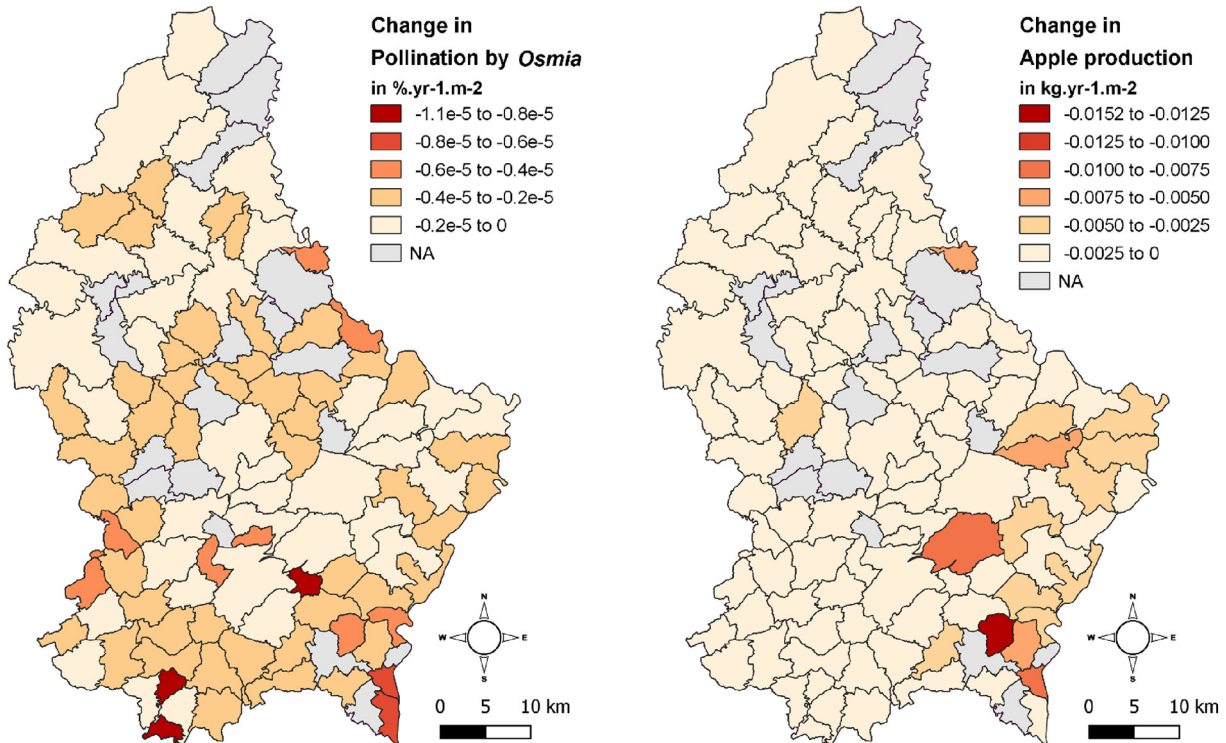 Change in
Pollination by Osmia
in %.yr-1.m-2
-1.1e-5 to -0.8e-5
-0.8e-5 to -0.6e-5
-0.6e-5 to -0.4e-5
-0.4e-5 to -0.2e-5
-0.2e-5 to 0
NA
N
W
E
S
0 5 10 km
Change in
Apple production
in kg.yr-1.m-2
-0.0152 to -0.0125
-0.0125 to -0.0100
-0.0100 to -0.0075
-0.0075 to -0.0050
-0.0050 to -0.0025
-0.0025 to 0
NA
N
W
E
S
0 5 10 km